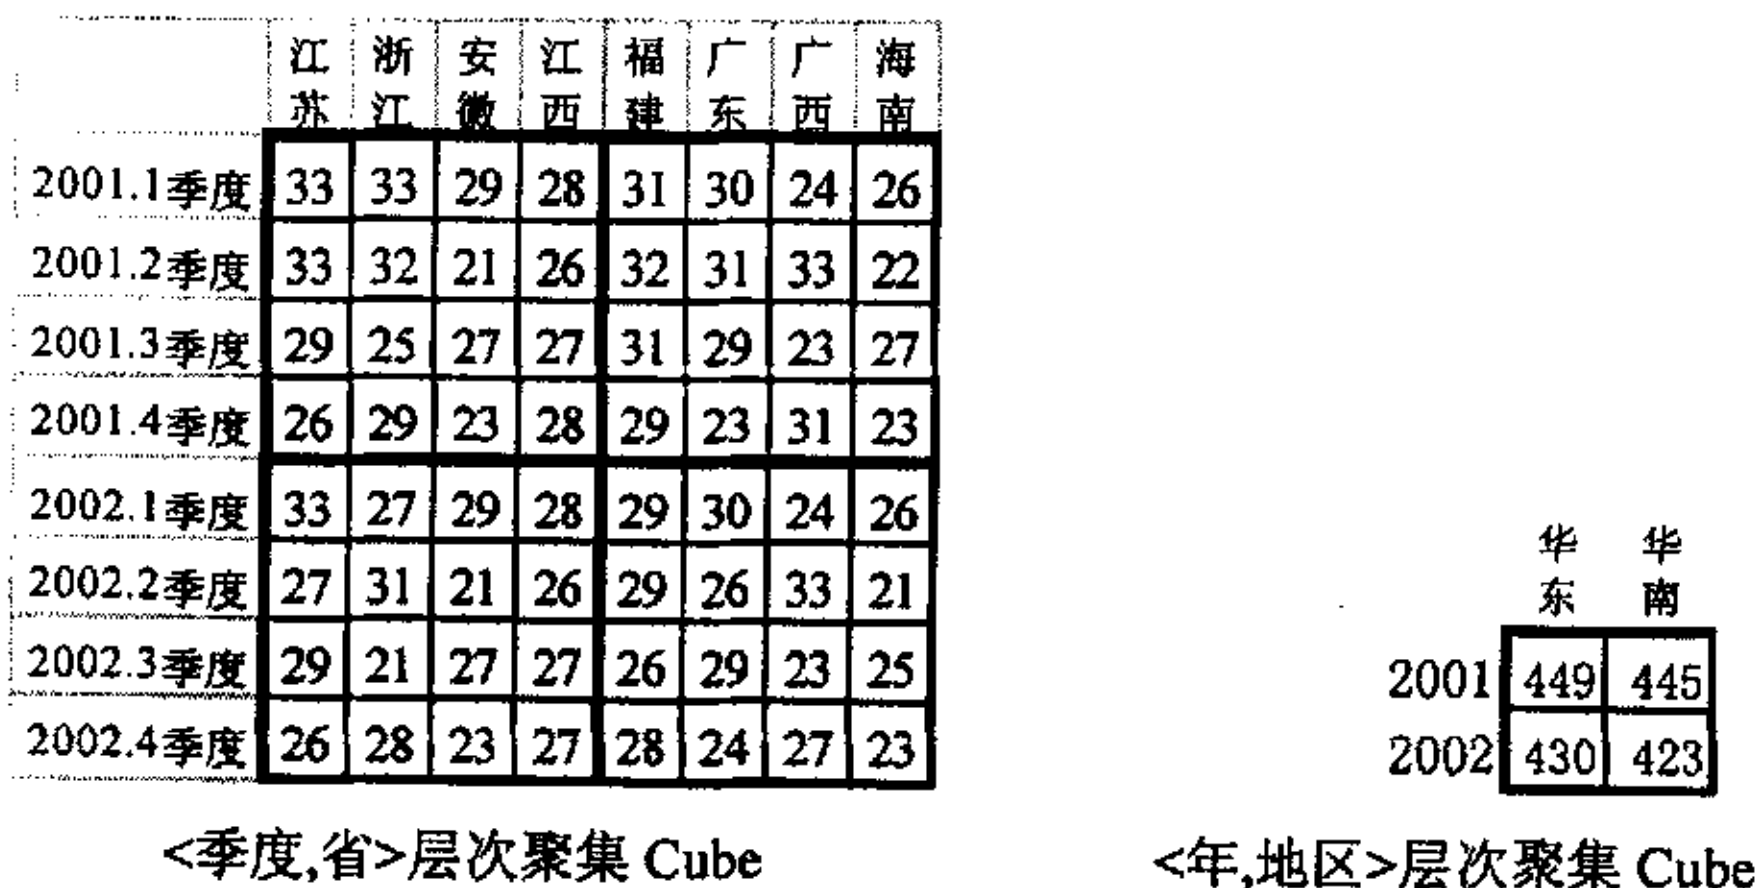 江苏 浙江 安徽 江西 福建 广东 广西 海南
2001.1季度 33 33 29 28 31 30 24 26
2001.2季度 33 32 21 26 32 31 33 22
2001.3季度 29 25 27 27 31 29 23 27
2001.4季度 26 29 23 28 29 23 31 23
2002.1季度 33 27 29 28 29 30 24 26
2002.2季度 27 31 21 26 29 26 33 21
2002.3季度 29 21 27 27 26 29 23 25
2002.4季度 26 28 23 27 28 24 27 23
<季度,省>层次聚集 Cube
华东 华南
2001 449 445
2002 430 423
<年,地区>层次聚集 Cube